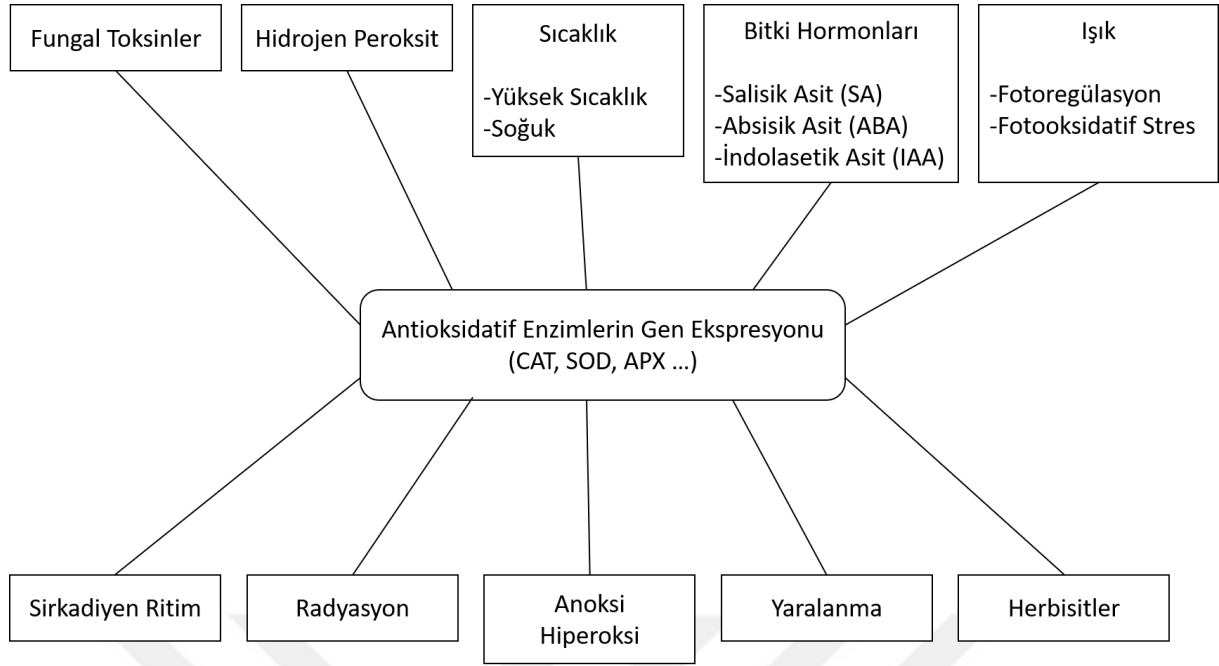 Fungal Toksinler
Hidrojen Peroksit
Sıcaklık
-Yüksek Sıcaklık
-Soğuk
Bitki Hormonları
-Salisik Asit (SA)
-Absisik Asit (ABA)
-İndolasetik Asit (IAA)
Işık
-Fotoregülasyon
-Fotooksidatif Stres
Antioksidatif Enzimlerin Gen Ekspresyonu
(CAT, SOD, APX ...)
Sirkadiyen Ritim
Radyasyon
Anoksi
Hiperoksi
Yaralanma
Herbisitler